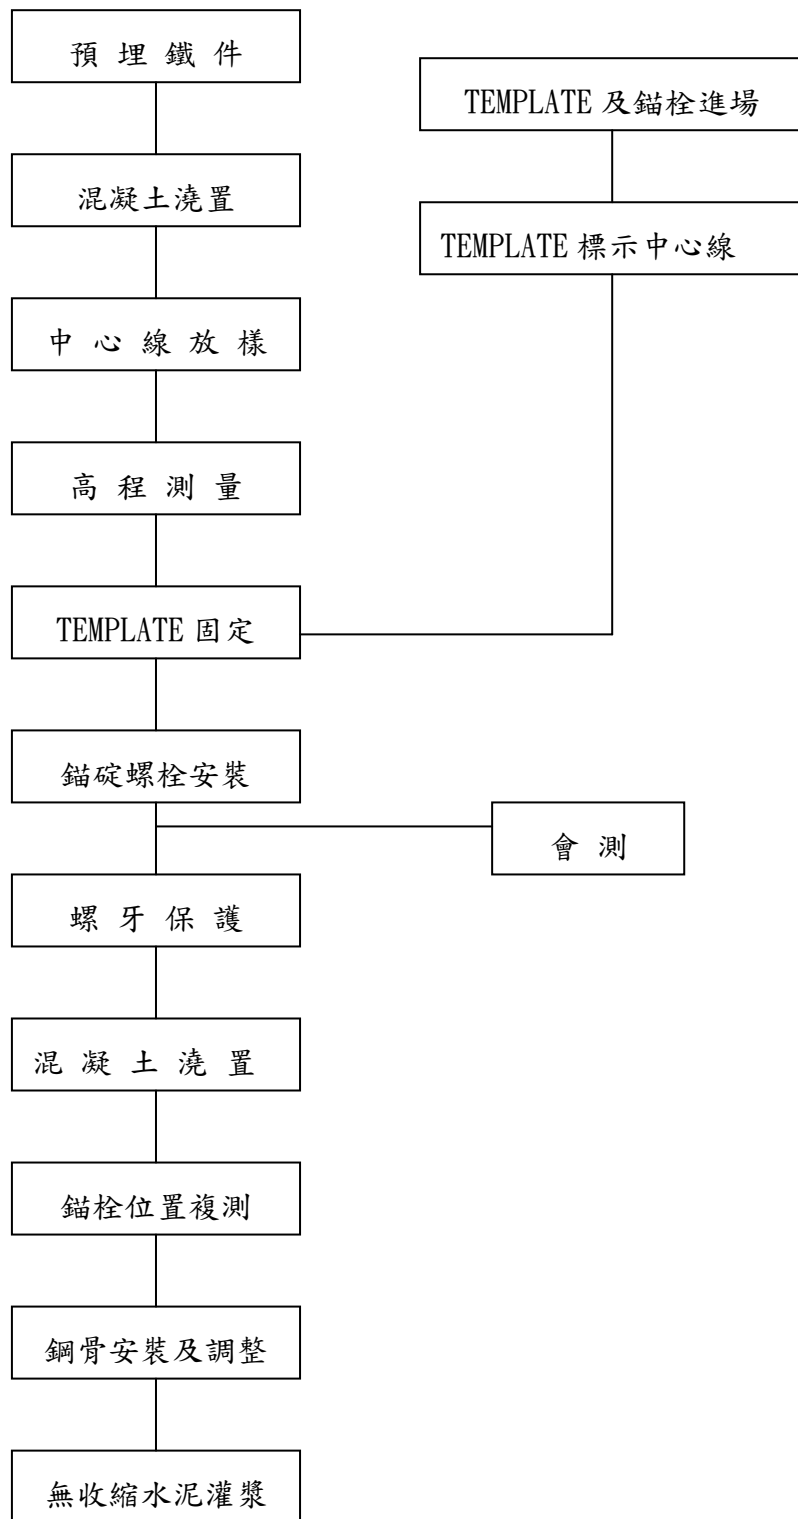 預埋鐵件
TEMPLATE 及錨栓進場
混凝土澆置
TEMPLATE 標示中心線
中心線放樣
高程測量
TEMPLATE 固定
錨碇螺栓安裝
會測
螺牙保護
混凝土澆置
錨栓位置複測
鋼骨安裝及調整
無收縮水泥灌漿